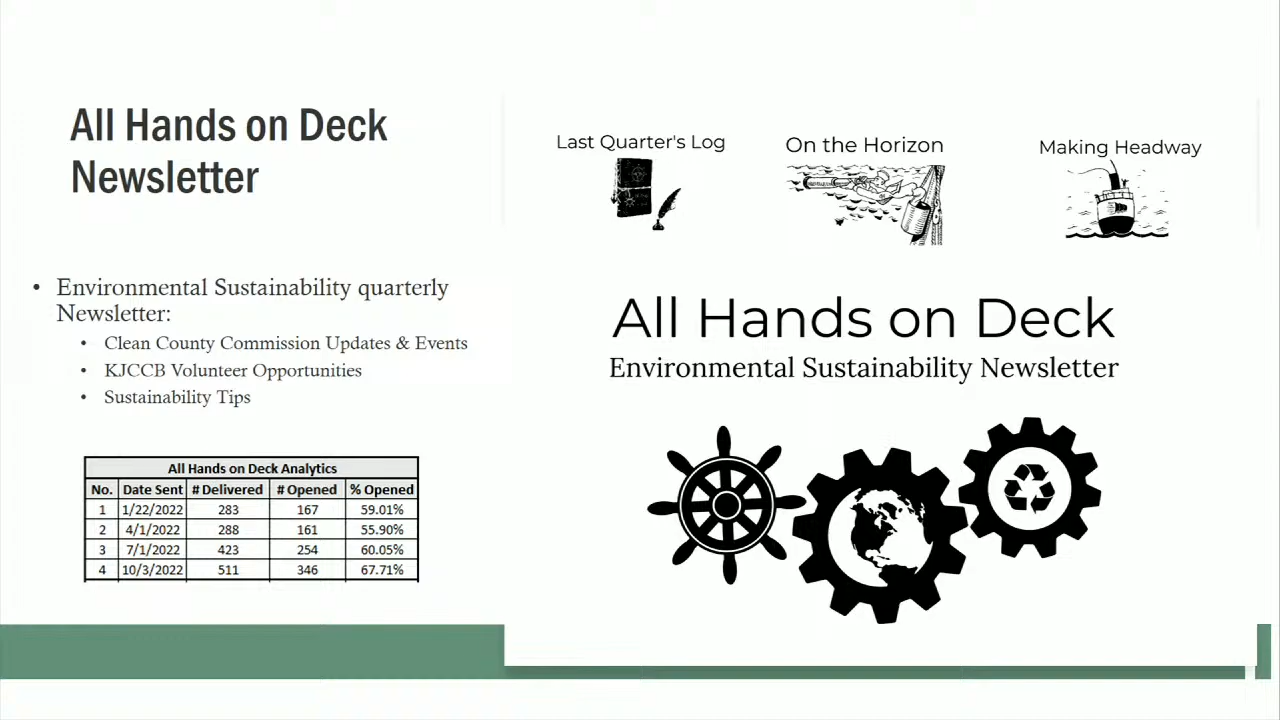 All Hands on Deck
Newsletter
• Environmental Sustainability quarterly
Newsletter:
• Clean County Commission Updates & Events
• KJCCB Volunteer Opportunities
• Sustainability Tips
All Hands on Deck Analytics
No. Date Sent # Delivered # Opened % Opened
1 1/22/2022 283 167 59.01%
2 4/1/2022 288 161 55.90%
3 7/1/2022 423 254 60.05%
4 10/3/2022 511 346 67.71%
Last Quarter's Log
On the Horizon
Making Headway
All Hands on Deck
Environmental Sustainability Newsletter